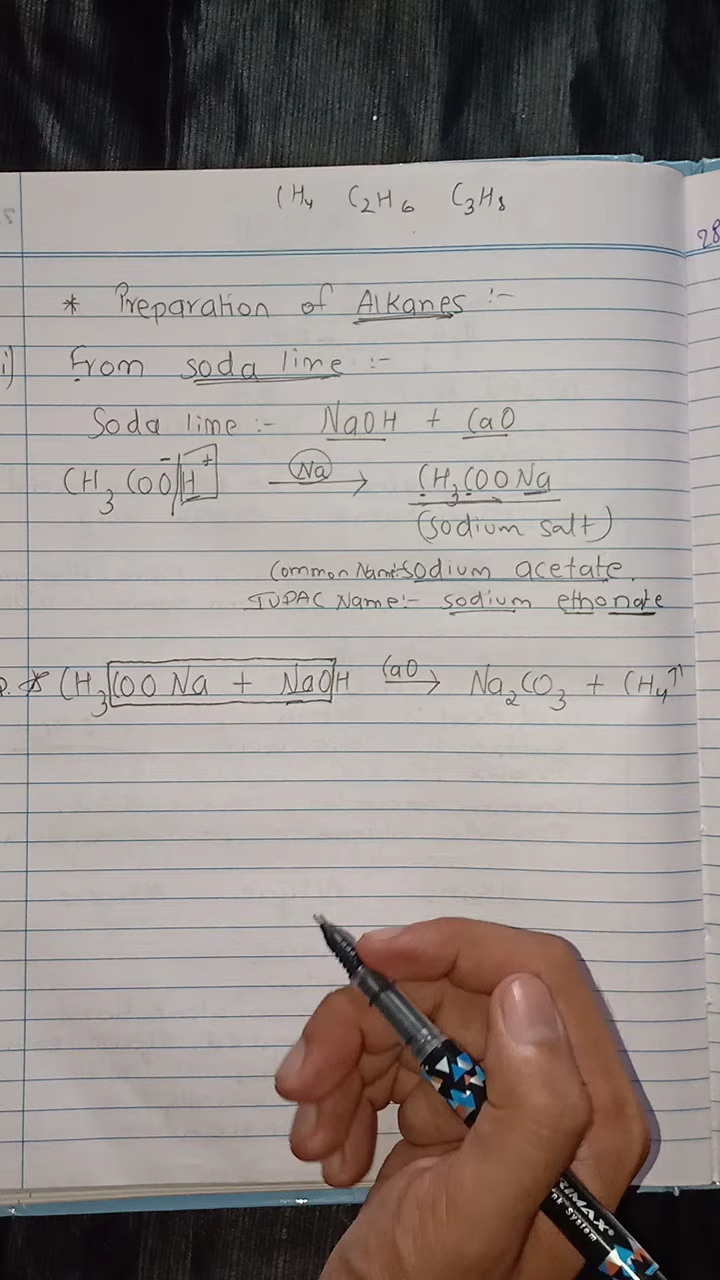 CH4 C2H6 C3H8
28
* Preparation of Alkanes :-
i) From soda lime :-
Soda lime :- NaOH + CaO
CH3COO⁻ H⁺ Na → CH3COONa
(sodium salt)
Common Name:- sodium acetate.
IUPAC Name:- sodium ethonate
* CH3COONa + NaOH CaO → Na2CO3 + CH4↑